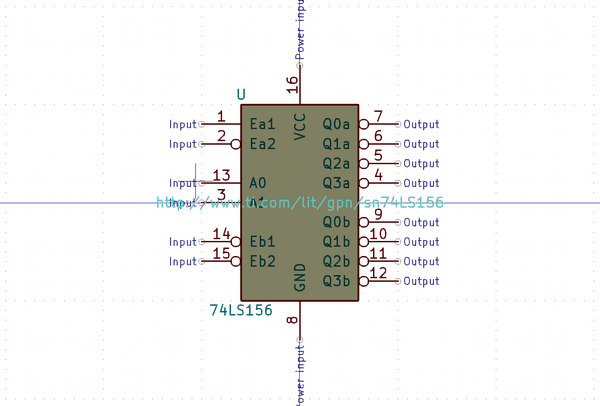 Power input
16
U
VCC
Input 1 Ea1 Q0a 7 Output
Input 2 Ea2 Q1a 6 Output
Q2a 5 Output
Input 13 A0 Q3a 4 Output
Input 3 A1
http://www.ti.com/lit/gpn/sn74LS156
Q0b 9 Output
Input 14 Eb1 Q1b 10 Output
Input 15 Eb2 Q2b 11 Output
Q3b 12 Output
GND
74LS156
8
Power input